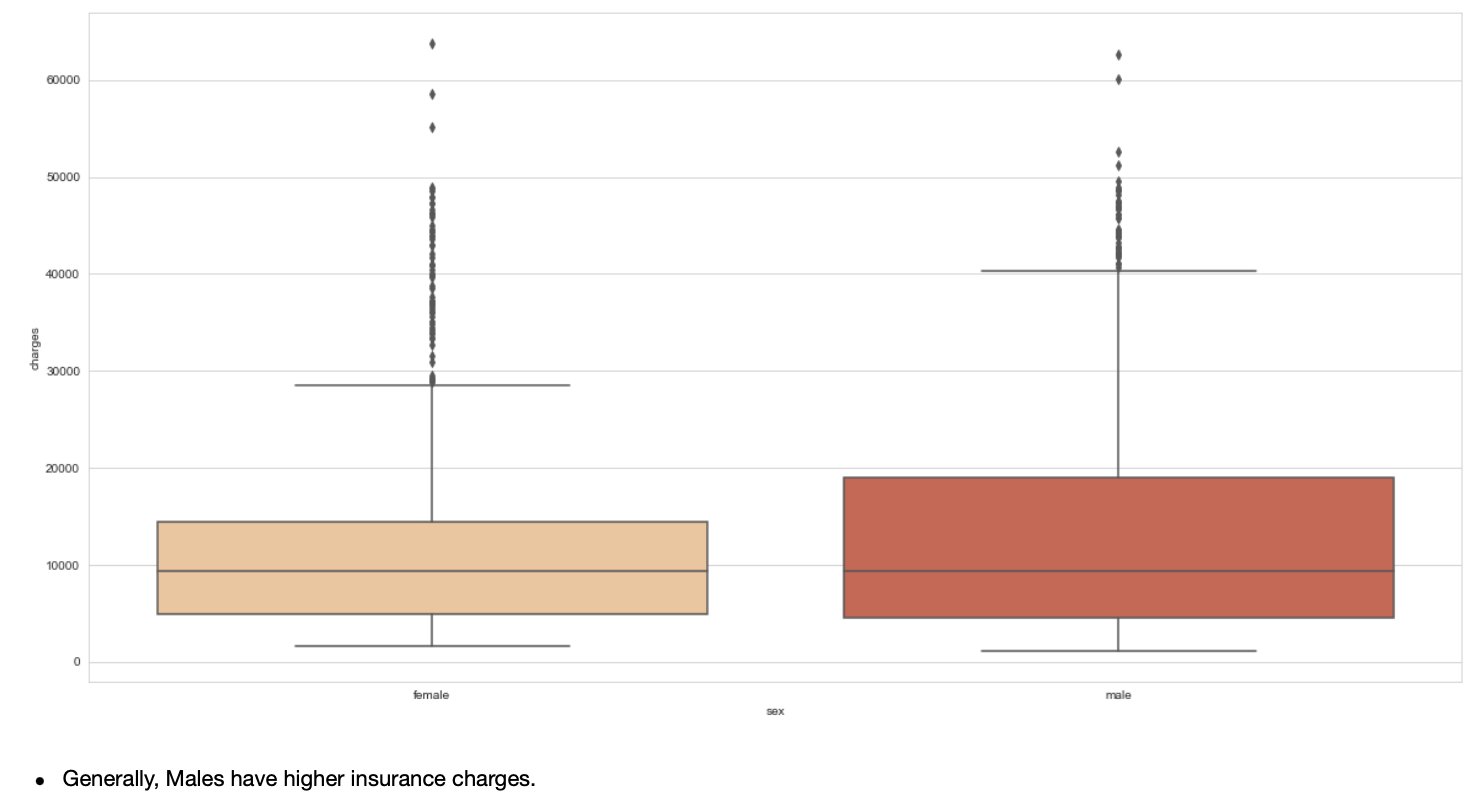 60000
50000
40000
charges
30000
20000
10000
0
female male
sex
• Generally, Males have higher insurance charges.